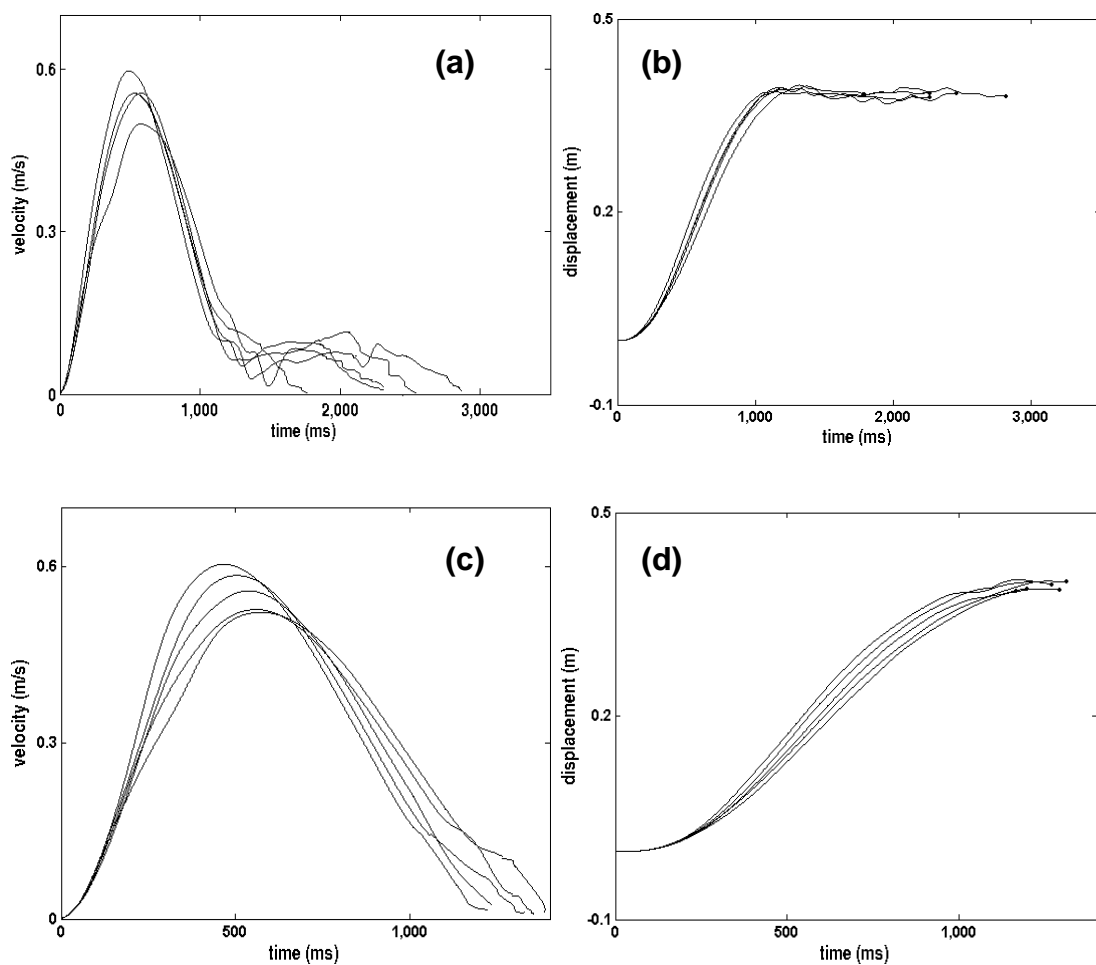 (a)
0.6
0.3
0
velocity (m/s)
0 1,000 2,000 3,000
time (ms)
(b)
0.5
0.2
-0.1
displacement (m)
0 1,000 2,000 3,000
time (ms)
(c)
0.6
0.3
0
velocity (m/s)
0 500 1,000
time (ms)
(d)
0.5
0.2
-0.1
displacement (m)
0 500 1,000
time (ms)